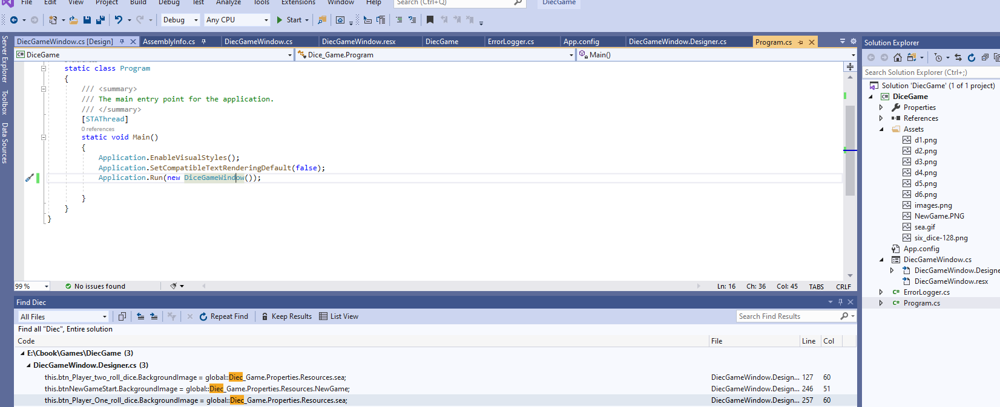 File Edit View Project Build Debug Test Analyze Tools Extensions Window Help Search (Ctrl+Q) DiecGame
Debug Any CPU Start
DiecGameWindow.cs [Design] AssemblyInfo.cs DiecGameWindow.cs DiecGameWindow.resx DiecGame ErrorLogger.cs App.config DiecGameWindow.Designer.cs Program.cs
C# DiceGame Dice_Game.Program Main()
Server Explorer
Toolbox
Data Sources
static class Program
{
/// <summary>
/// The main entry point for the application.
/// </summary>
[STAThread]
0 references
static void Main()
{
Application.EnableVisualStyles();
Application.SetCompatibleTextRenderingDefault(false);
Application.Run(new DiceGameWindow());
}
}
}
99 % No issues found Ln: 16 Ch: 36 Col: 45 TABS CRLF
Find Diec
All Files Repeat Find Keep Results List View Search Find Results
Find all "Diec", Entire solution
Code File Line Col
E:\Cbook\Games\DiecGame (3)
DiecGameWindow.Designer.cs (3)
this.btn_Player_two_roll_dice.BackgroundImage = global::Diec_Game.Properties.Resources.sea; DiecGameWindow.Design... 127 60
this.btnNewGameStart.BackgroundImage = global::Diec_Game.Properties.Resources.NewGame; DiecGameWindow.Design... 246 51
this.btn_Player_One_roll_dice.BackgroundImage = global::Diec_Game.Properties.Resources.sea; DiecGameWindow.Design... 257 60
Solution Explorer
Search Solution Explorer (Ctrl+;)
Solution 'DiecGame' (1 of 1 project)
C# DiceGame
Properties
References
Assets
d1.png
d2.png
d3.png
d4.png
d5.png
d6.png
images.png
NewGame.PNG
sea.gif
six_dice-128.png
App.config
DiecGameWindow.cs
DiecGameWindow.Designe
DiecGameWindow.resx
C# ErrorLogger.cs
C# Program.cs